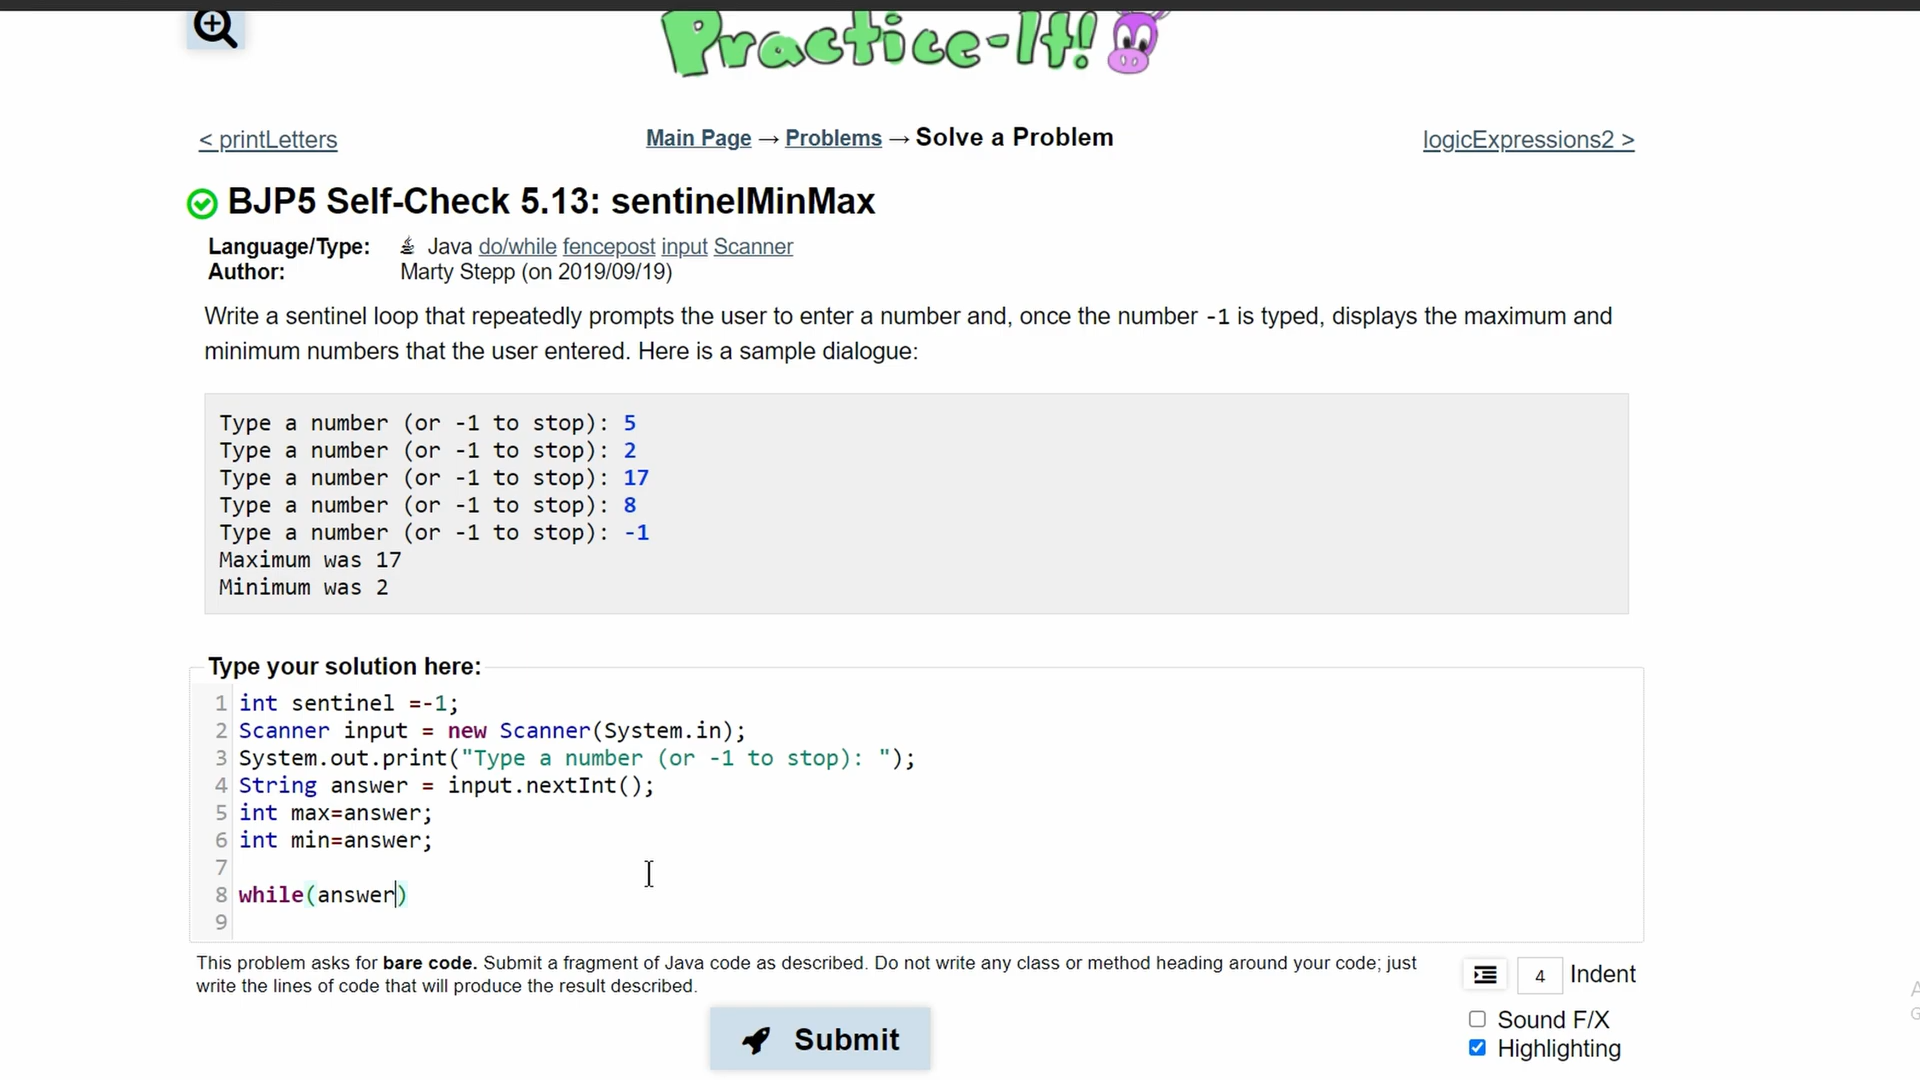 Practice-It!
< printLetters
Main Page → Problems → Solve a Problem
logicExpressions2 >
BJP5 Self-Check 5.13: sentinelMinMax
Language/Type: Java do/while fencepost input Scanner
Author: Marty Stepp (on 2019/09/19)
Write a sentinel loop that repeatedly prompts the user to enter a number and, once the number -1 is typed, displays the maximum and
minimum numbers that the user entered. Here is a sample dialogue:
Type a number (or -1 to stop): 5
Type a number (or -1 to stop): 2
Type a number (or -1 to stop): 17
Type a number (or -1 to stop): 8
Type a number (or -1 to stop): -1
Maximum was 17
Minimum was 2
Type your solution here:
1 int sentinel =-1;
2 Scanner input = new Scanner(System.in);
3 System.out.print("Type a number (or -1 to stop): ");
4 String answer = input.nextInt();
5 int max=answer;
6 int min=answer;
7
8 while(answer)
9
This problem asks for bare code. Submit a fragment of Java code as described. Do not write any class or method heading around your code; just
write the lines of code that will produce the result described.
4 Indent
Sound F/X
Highlighting
Submit